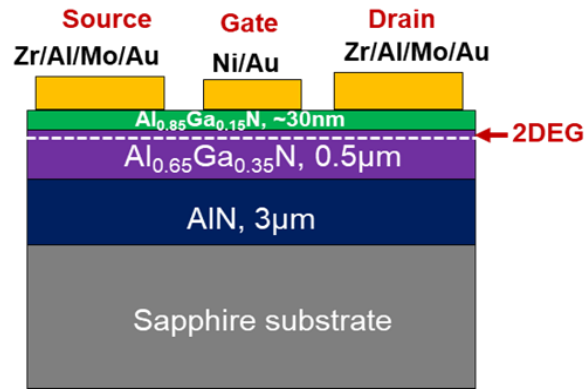 Source Gate Drain
Zr/Al/Mo/Au Ni/Au Zr/Al/Mo/Au
Al₀.₈₅Ga₀.₁₅N, ~30nm
2DEG
Al₀.₆₅Ga₀.₃₅N, 0.5µm
AlN, 3µm
Sapphire substrate